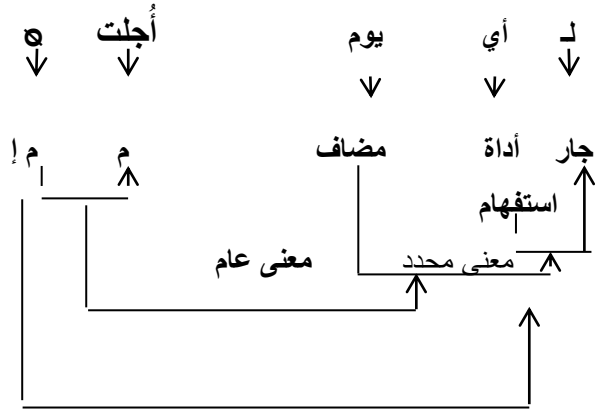 لـ أي يوم أُجلت ∅
جار أداة مضاف م م إ
استفهام
معنى محدد معنى عام